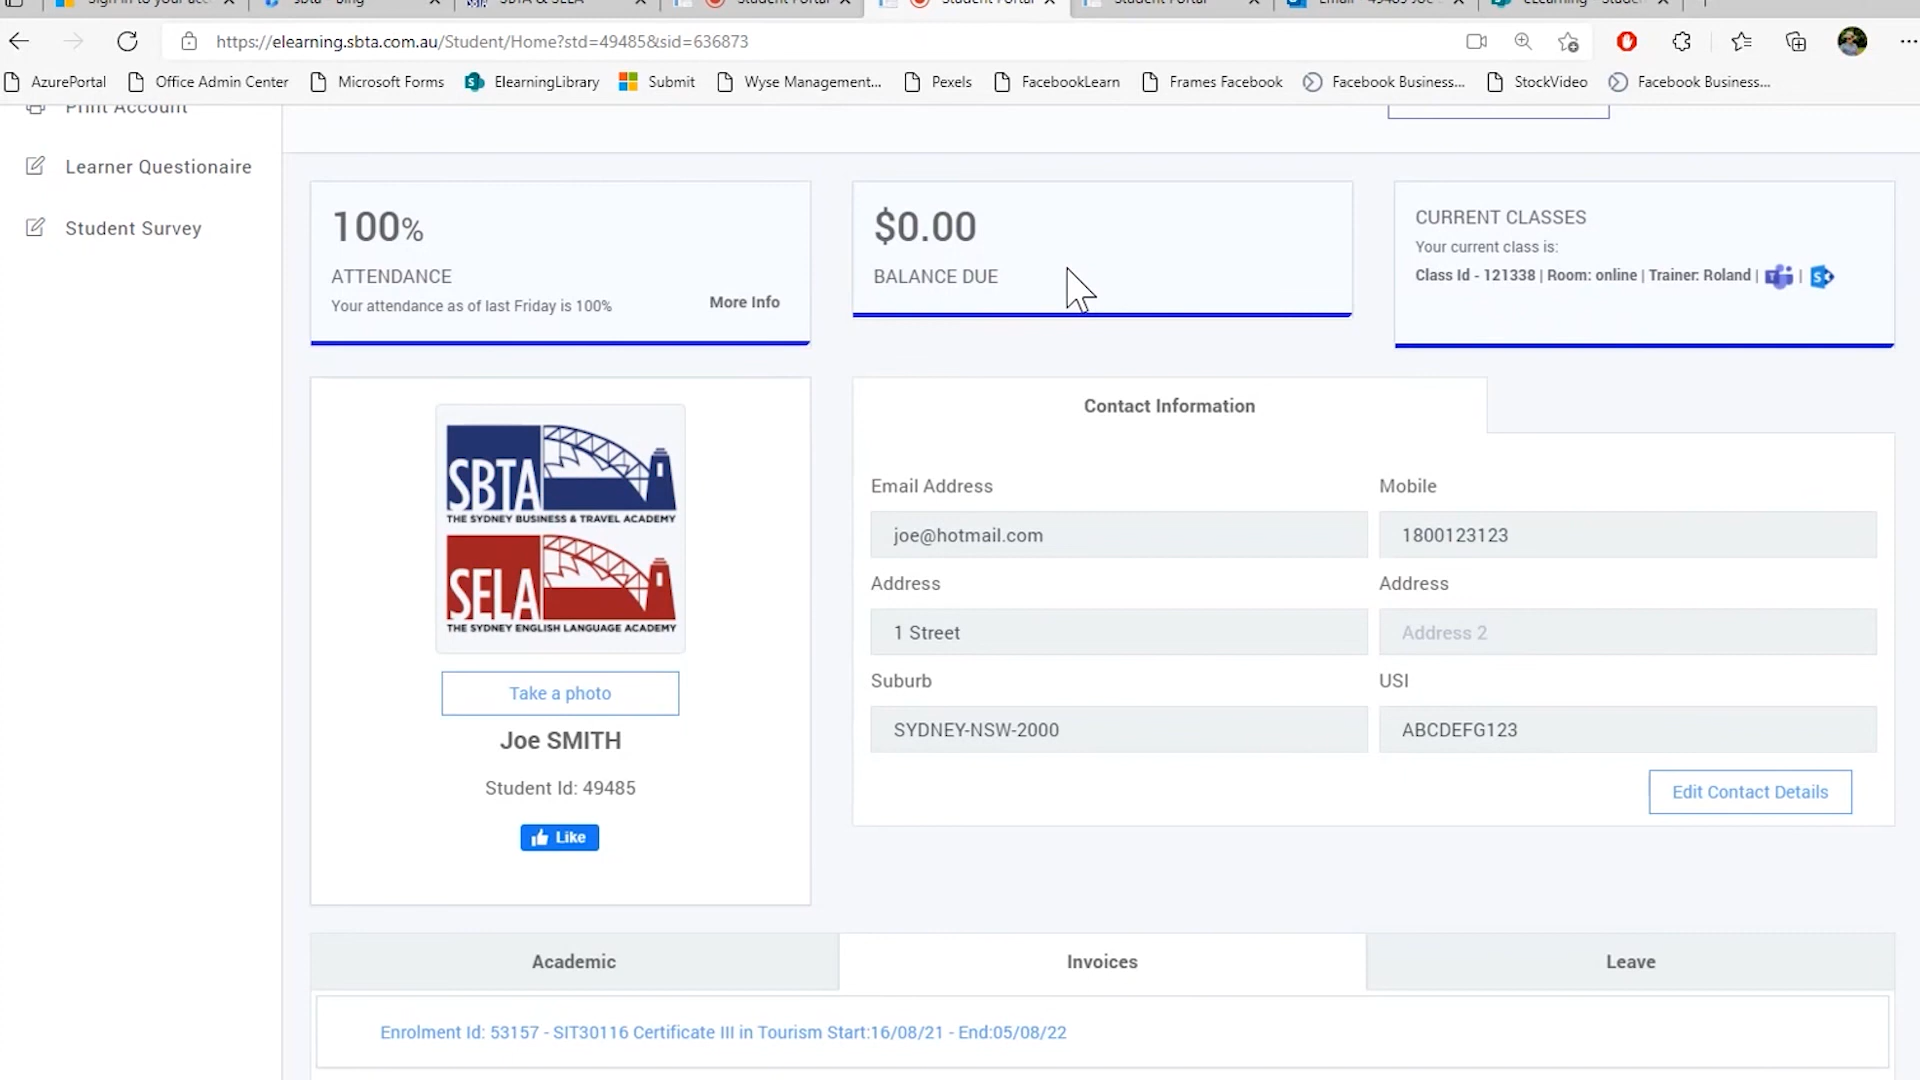 https://elearning.sbta.com.au/Student/Home?std=49485&sid=636873
AzurePortal Office Admin Center Microsoft Forms ElearningLibrary Submit Wyse Management... Pexels FacebookLearn Frames Facebook Facebook Business... StockVideo Facebook Business...
Print Account
Learner Questionaire
Student Survey
100%
ATTENDANCE
Your attendance as of last Friday is 100%
More Info
$0.00
BALANCE DUE
CURRENT CLASSES
Your current class is:
Class Id - 121338 | Room: online | Trainer: Roland | |
SBTA
THE SYDNEY BUSINESS & TRAVEL ACADEMY
SELA
THE SYDNEY ENGLISH LANGUAGE ACADEMY
Take a photo
Joe SMITH
Student Id: 49485
Like
Contact Information
Email Address Mobile
joe@hotmail.com 1800123123
Address Address
1 Street Address 2
Suburb USI
SYDNEY-NSW-2000 ABCDEFG123
Edit Contact Details
Academic Invoices Leave
Enrolment Id: 53157 - SIT30116 Certificate III in Tourism Start:16/08/21 - End:05/08/22